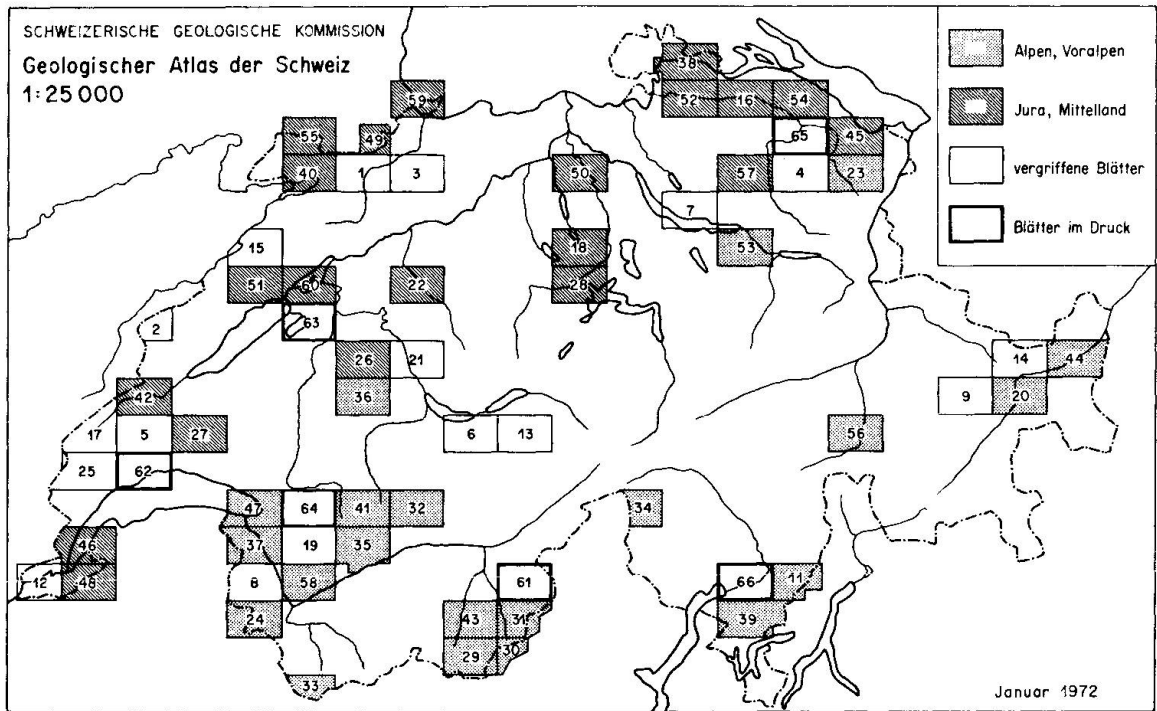 SCHWEIZERISCHE GEOLOGISCHE KOMMISSION
Geologischer Atlas der Schweiz
1:25 000
Alpen, Voralpen
Jura, Mittelland
vergriffene Blätter
Blätter im Druck
38
59 52 16 54
55 49 65 45
40 1 3 50 57 4 23
7
15 18 53
51 60 22 28
63
2
26 21 14 44
42 36 9 20
17 5 27 6 13 56
25 62
47 64 41 32 34
46 37 19 35
12 48 8 58 61 66 11
24 43 31 39
29 30
33
Januar 1972